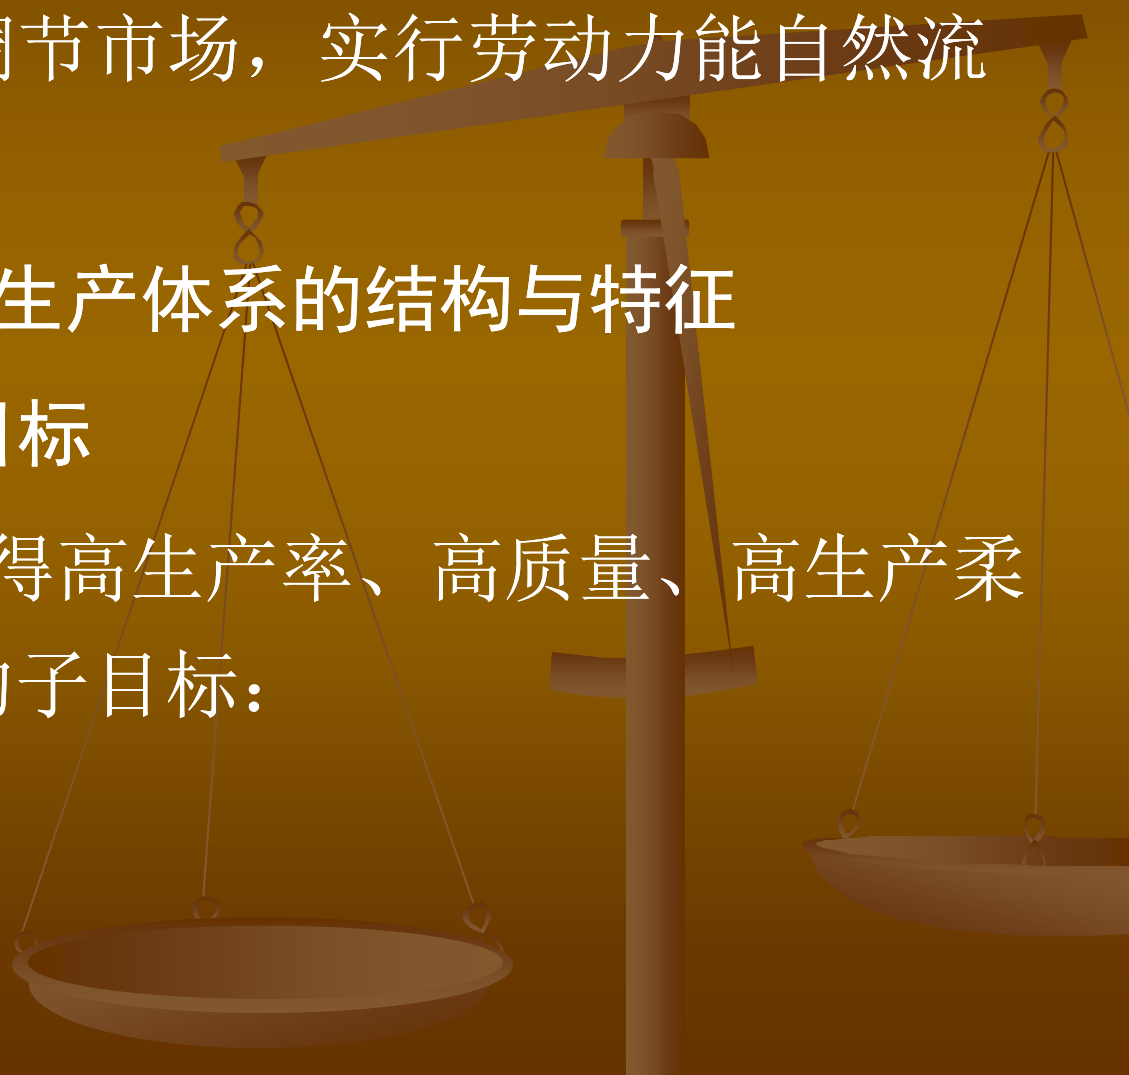 调节市场，实行劳动力能自然流
生产体系的结构与特征
目标
得高生产率、高质量、高生产柔
的子目标：